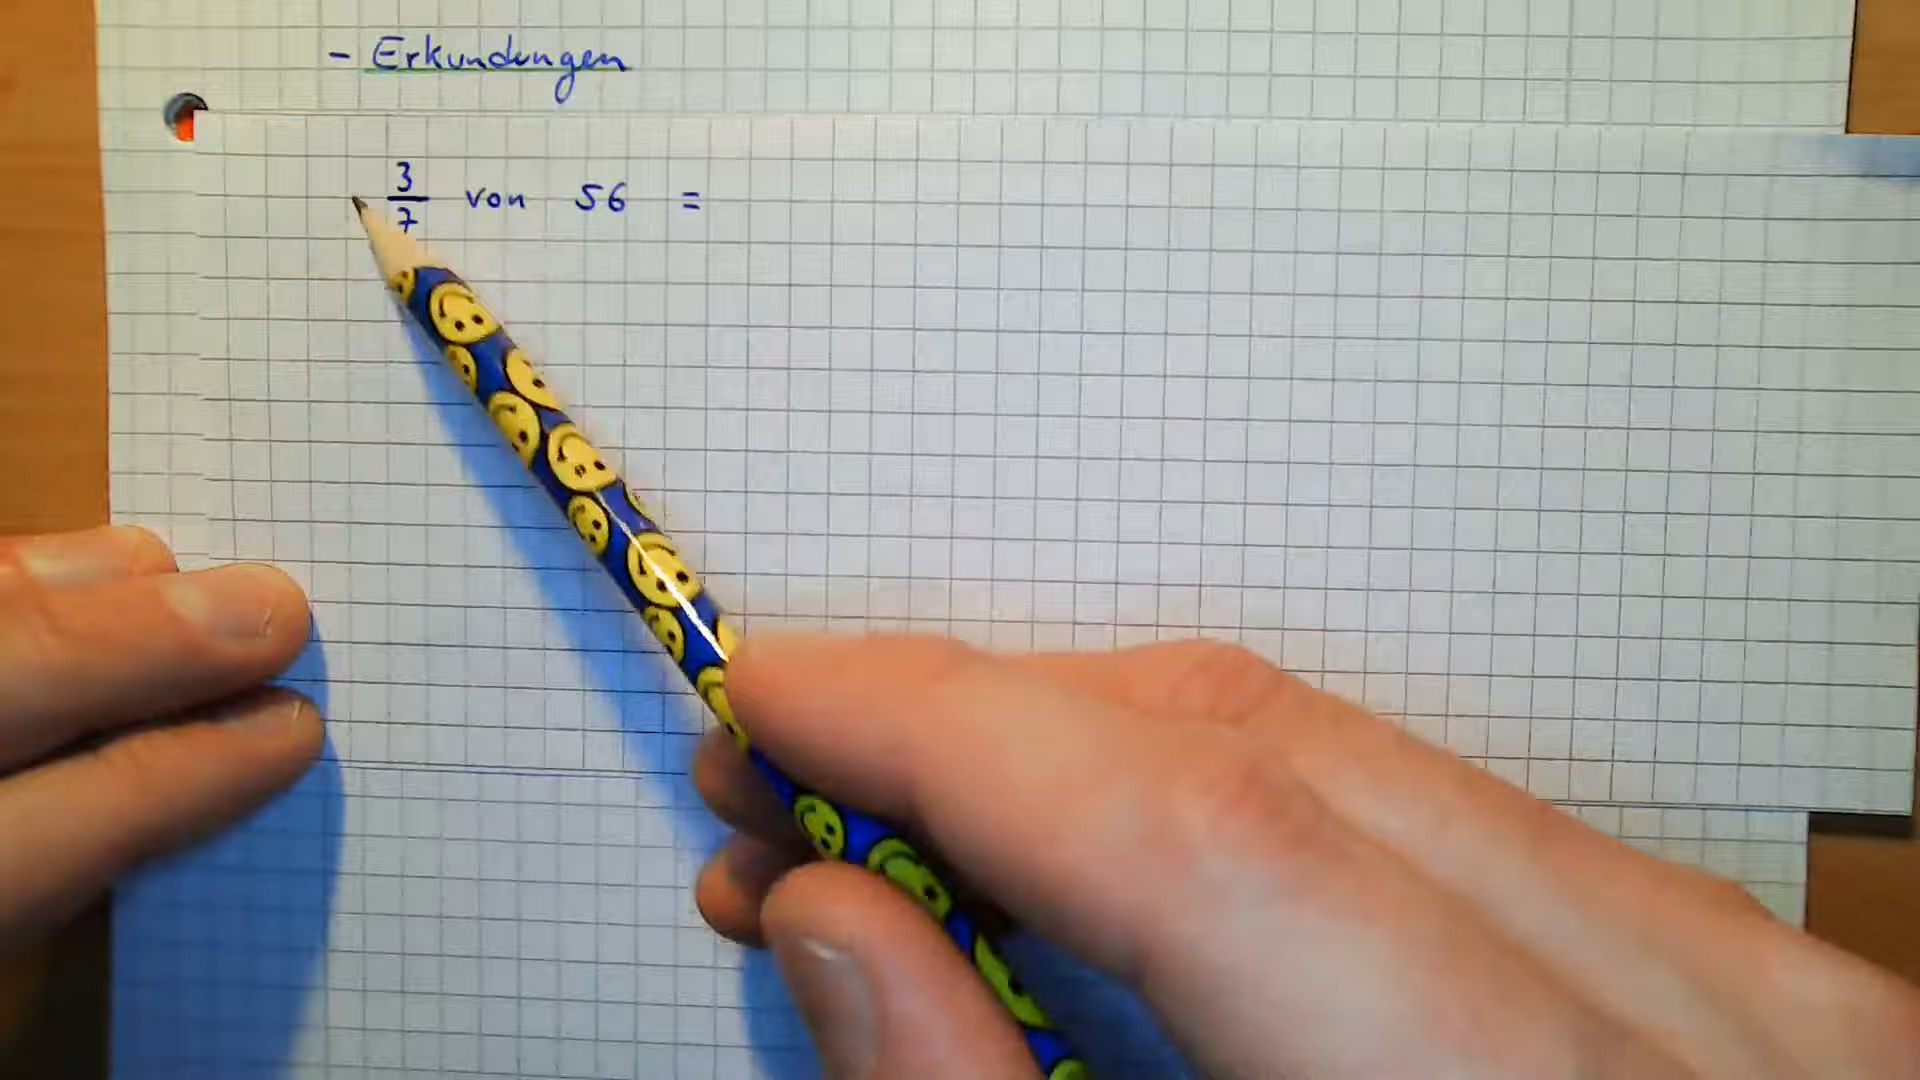 - Erkundungen
3/7 von 56 =